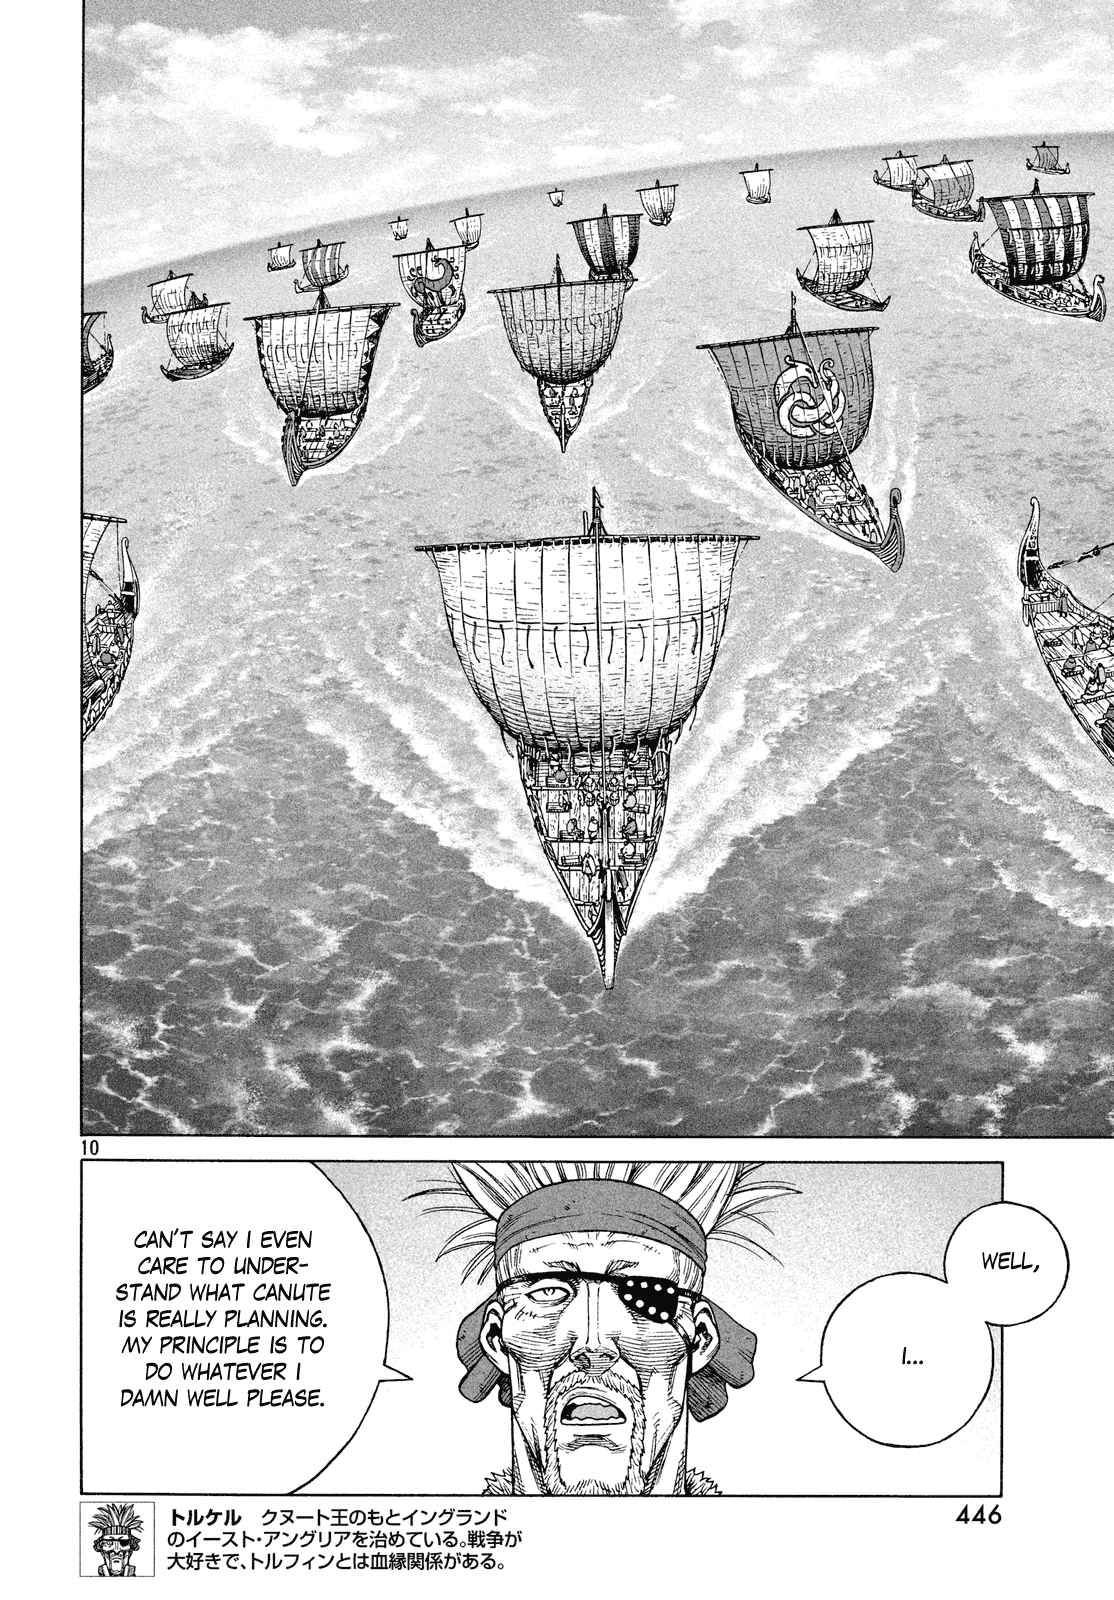 10
WELL,
I...
CAN'T SAY I EVEN
CARE TO UNDER-
STAND WHAT CANUTE
IS REALLY PLANNING.
MY PRINCIPLE IS TO
DO WHATEVER I
DAMN WELL PLEASE.
446
トルケル　クヌート王のもとイングランド
のイースト・アングリアを治めている。戦争が
大好きで、トルフィンとは血縁関係がある。